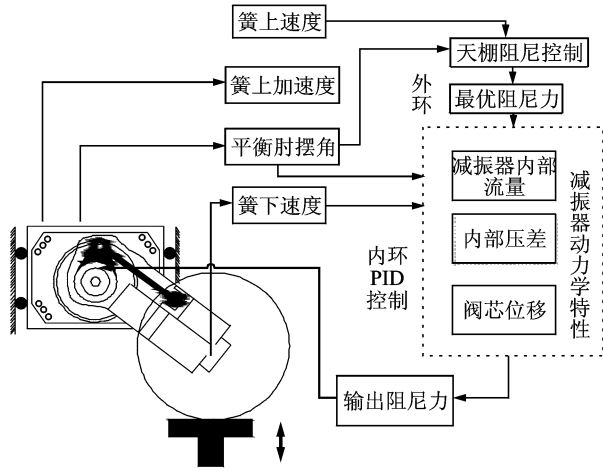 簧上速度
天棚阻尼控制
簧上加速度
外环
最优阻尼力
平衡肘摆角
减振器内部
流量
簧下速度
内部压差
减振器动力学特性
内环
PID
控制
阀芯位移
输出阻尼力